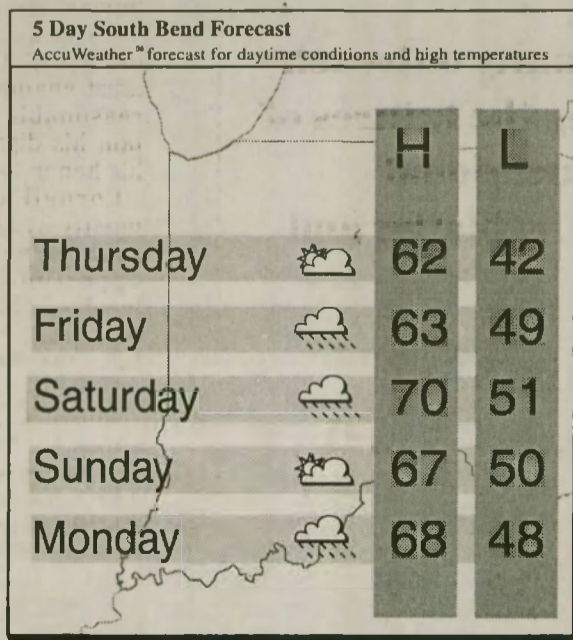 5 Day South Bend Forecast
AccuWeather℠ forecast for daytime conditions and high temperatures
H L
Thursday 62 42
Friday 63 49
Saturday 70 51
Sunday 67 50
Monday 68 48